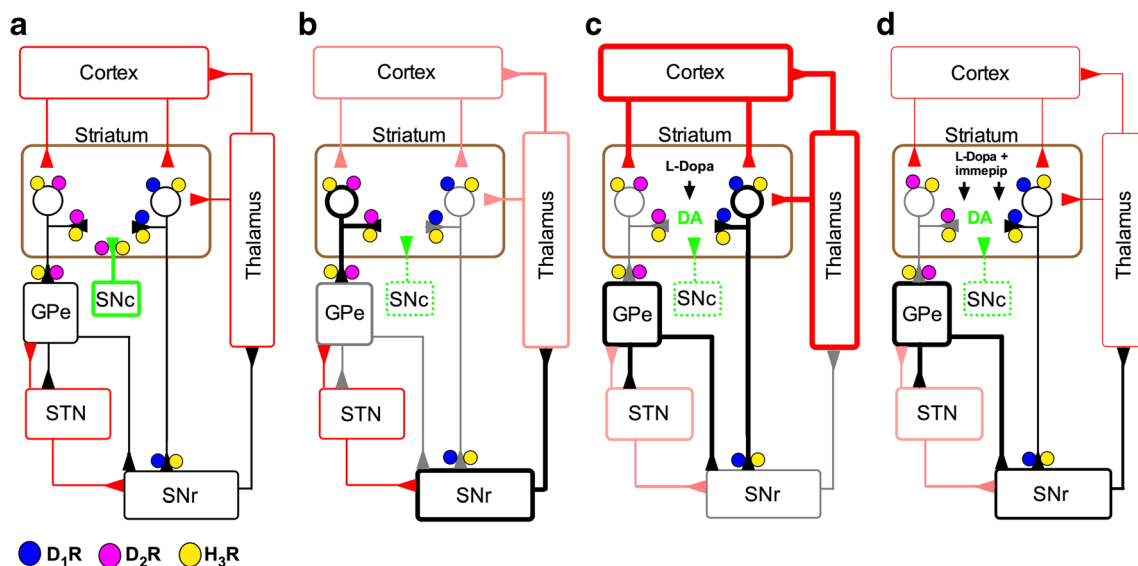 a
Cortex
Striatum
Thalamus
GPe
SNc
STN
SNr
b
Cortex
Striatum
Thalamus
GPe
SNc
STN
SNr
c
Cortex
Striatum
L-Dopa
DA
Thalamus
GPe
SNc
STN
SNr
d
Cortex
Striatum
L-Dopa +
immepip
DA
Thalamus
GPe
SNc
STN
SNr
D₁R D₂R H₃R